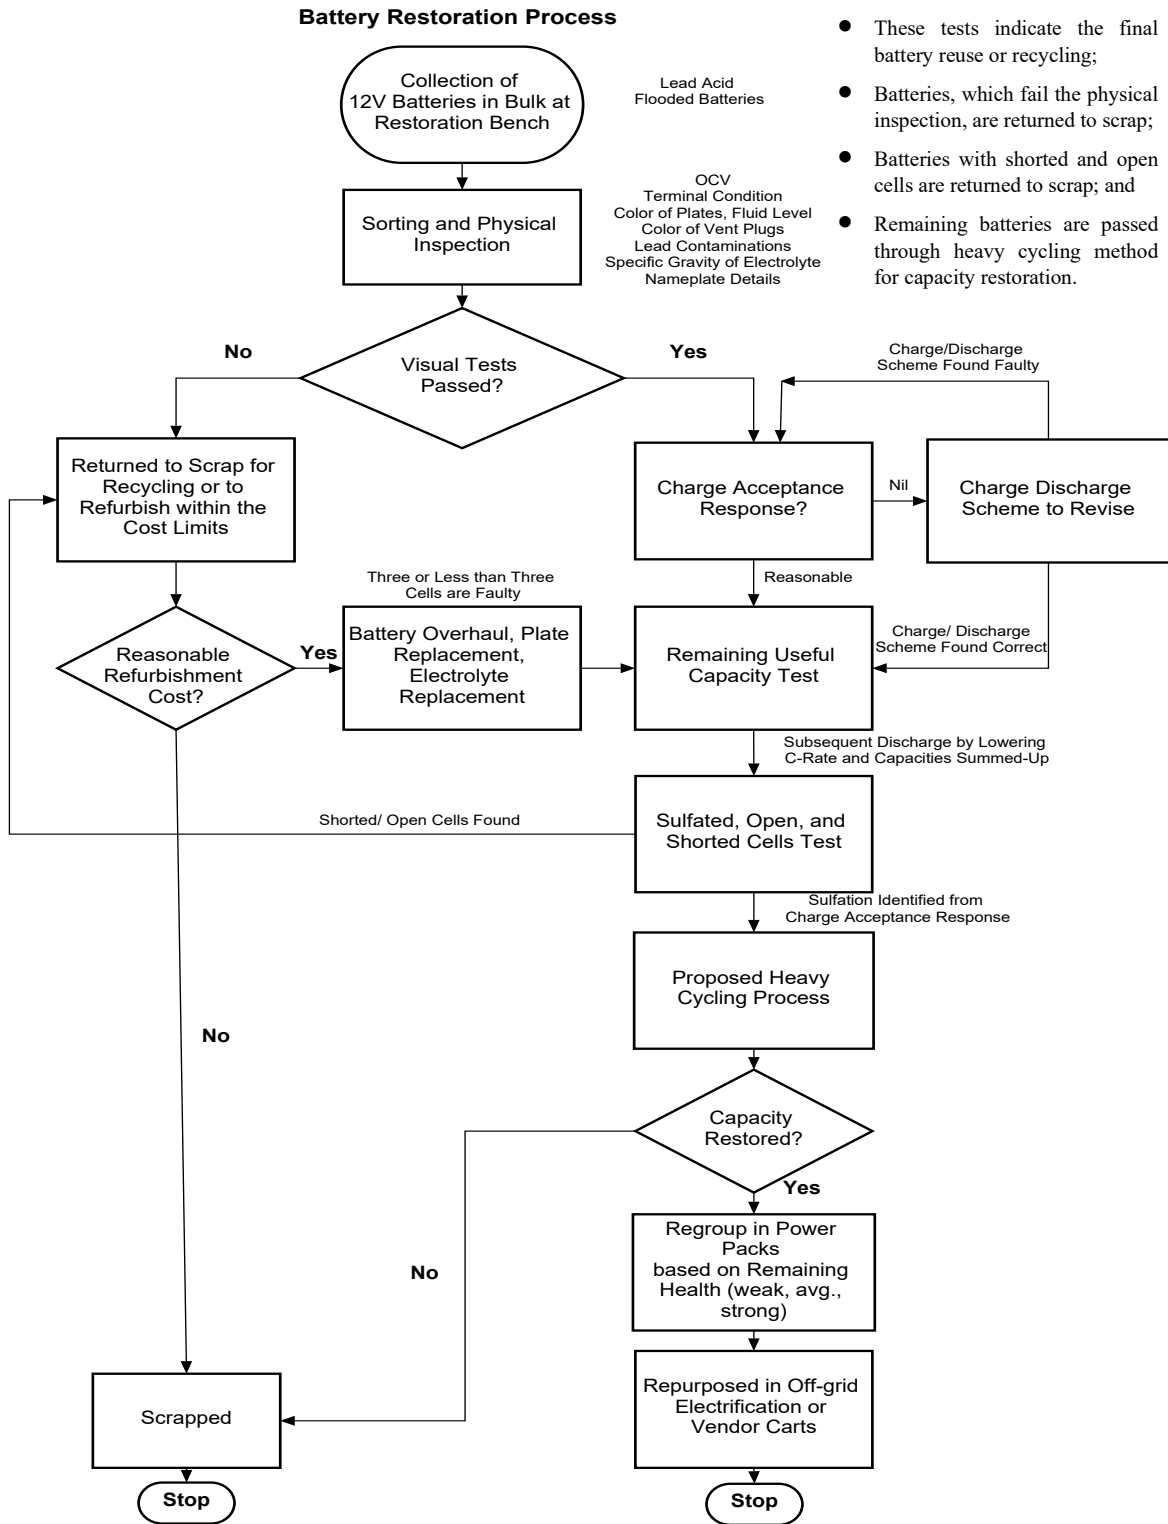 Battery Restoration Process
Collection of
12V Batteries in Bulk at
Restoration Bench
Lead Acid
Flooded Batteries
● These tests indicate the final
battery reuse or recycling;
● Batteries, which fail the physical
inspection, are returned to scrap;
● Batteries with shorted and open
cells are returned to scrap; and
● Remaining batteries are passed
through heavy cycling method
for capacity restoration.
Sorting and Physical
Inspection
OCV
Terminal Condition
Color of Plates, Fluid Level
Color of Vent Plugs
Lead Contaminations
Specific Gravity of Electrolyte
Nameplate Details
No
Visual Tests
Passed?
Yes
Charge/Discharge
Scheme Found Faulty
Returned to Scrap for
Recycling or to
Refurbish within the
Cost Limits
Charge Acceptance
Response?
Nil
Charge Discharge
Scheme to Revise
Reasonable
Three or Less than Three
Cells are Faulty
Reasonable
Refurbishment
Cost?
Yes
Battery Overhaul, Plate
Replacement,
Electrolyte
Replacement
Remaining Useful
Capacity Test
Charge/ Discharge
Scheme Found Correct
Subsequent Discharge by Lowering
C-Rate and Capacities Summed-Up
Shorted/ Open Cells Found
Sulfated, Open, and
Shorted Cells Test
Sulfation Identified from
Charge Acceptance Response
Proposed Heavy
Cycling Process
No
Capacity
Restored?
Yes
No
Regroup in Power
Packs
based on Remaining
Health (weak, avg.,
strong)
Scrapped
Repurposed in Off-grid
Electrification or
Vendor Carts
Stop
Stop